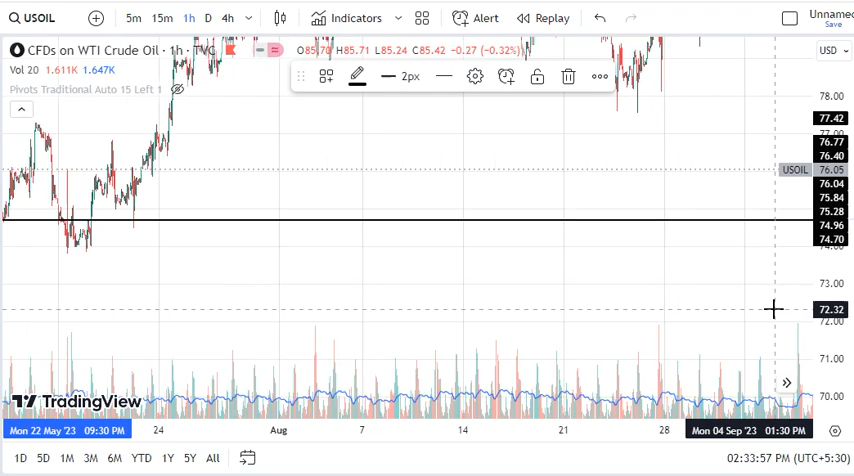 USOIL 5m 15m 1h D 4h Indicators Alert Replay Unnamed
Save
CFDs on WTI Crude Oil · 1h · TVC O85.70 H85.71 L85.24 C85.42 −0.27 (−0.32%) USD
Vol 20 1.611K 1.647K
2px
Pivots Traditional Auto 15 Left 1
78.00
77.42
77.00
76.77
76.40
USOIL 76.05
76.04
75.84
75.28
74.96
74.70
74.00
73.00
72.32
72.00
71.00
70.00
TradingView
Mon 22 May '23 09:30 PM 24 Aug 7 14 21 28 Mon 04 Sep '23 01:30 PM
1D 5D 1M 3M 6M YTD 1Y 5Y All 02:33:57 PM (UTC+5:30)